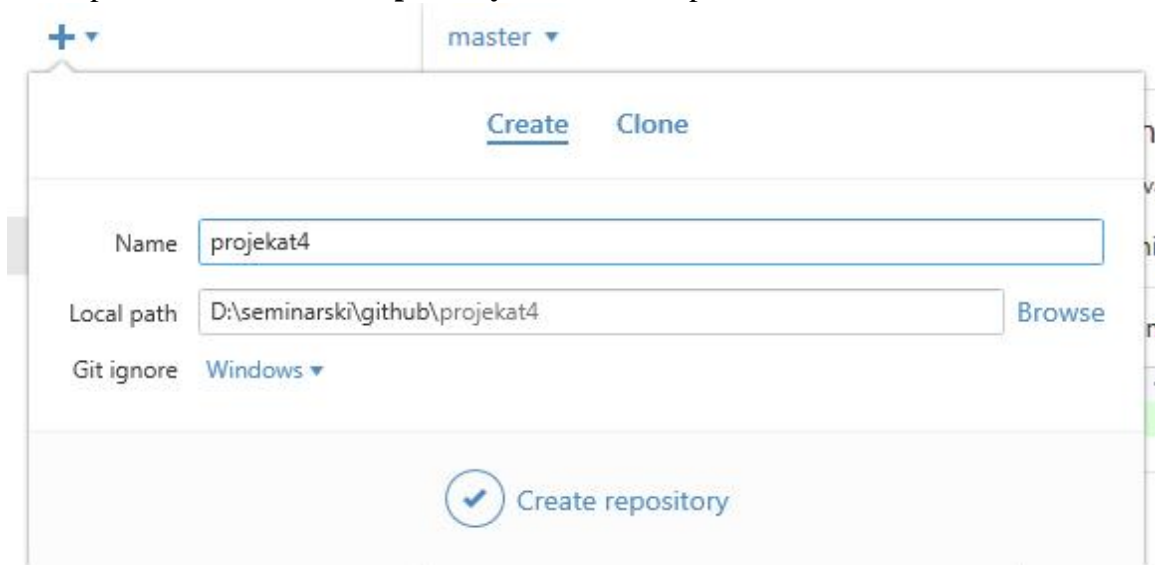 master
Create Clone
Name projekat4
Local path D:\seminarski\github\projekat4 Browse
Git ignore Windows
Create repository